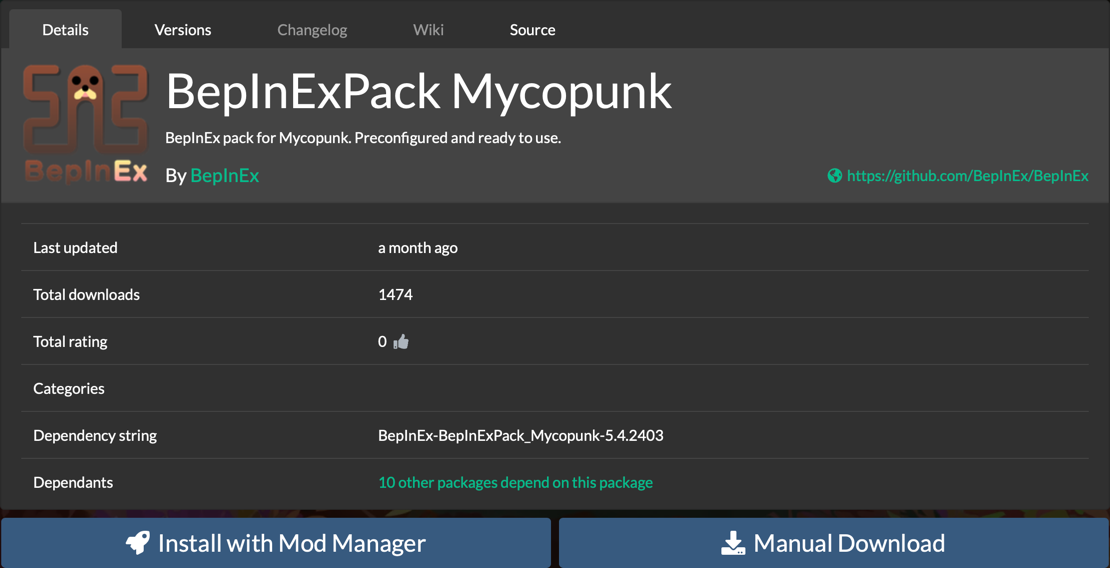 Details Versions Changelog Wiki Source
BepInExPack Mycopunk
BepInEx pack for Mycopunk. Preconfigured and ready to use.
BepInEx
By BepInEx https://github.com/BepInEx/BepInEx
Last updated a month ago
Total downloads 1474
Total rating 0
Categories
Dependency string BepInEx-BepInExPack_Mycopunk-5.4.2403
Dependants 10 other packages depend on this package
Install with Mod Manager Manual Download